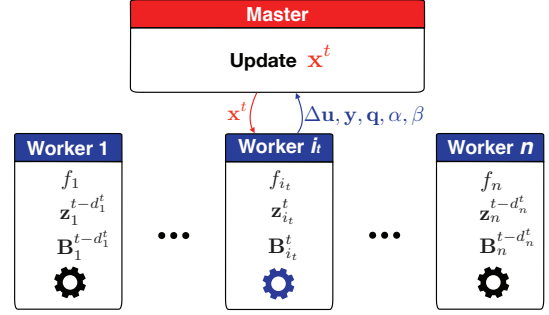 Master
Update x^t
x^t
Δu, y, q, α, β
Worker 1
f_1
z_1^{t-d_1^t}
B_1^{t-d_1^t}
•••
Worker i_t
f_{i_t}
z_{i_t}^t
B_{i_t}^t
•••
Worker n
f_n
z_n^{t-d_n^t}
B_n^{t-d_n^t}